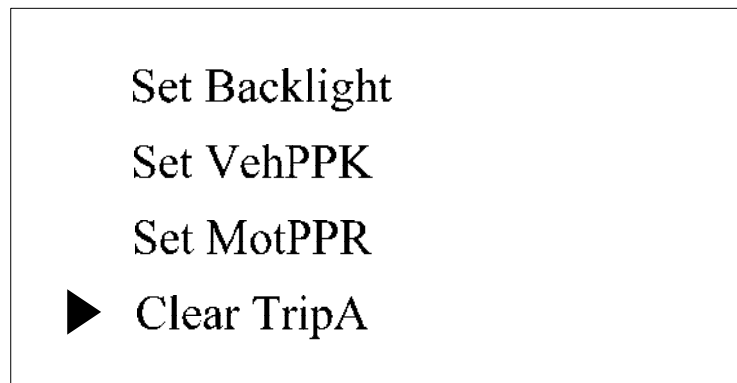 Set Backlight
Set VehPPK
Set MotPPR
Clear TripA